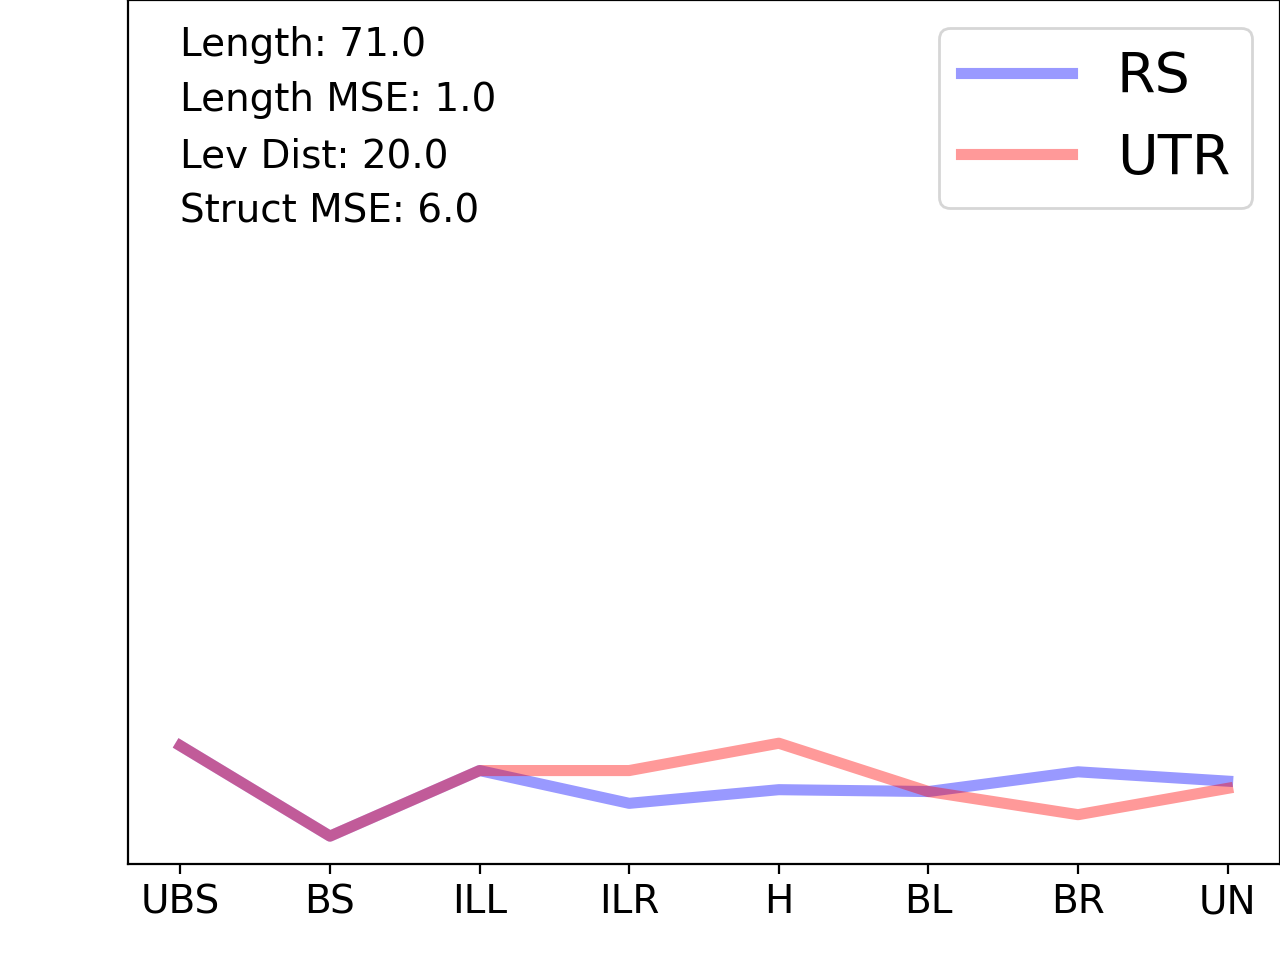 Length: 71.0
Length MSE: 1.0
Lev Dist: 20.0
Struct MSE: 6.0
RS
UTR
UBS BS ILL ILR H BL BR UN